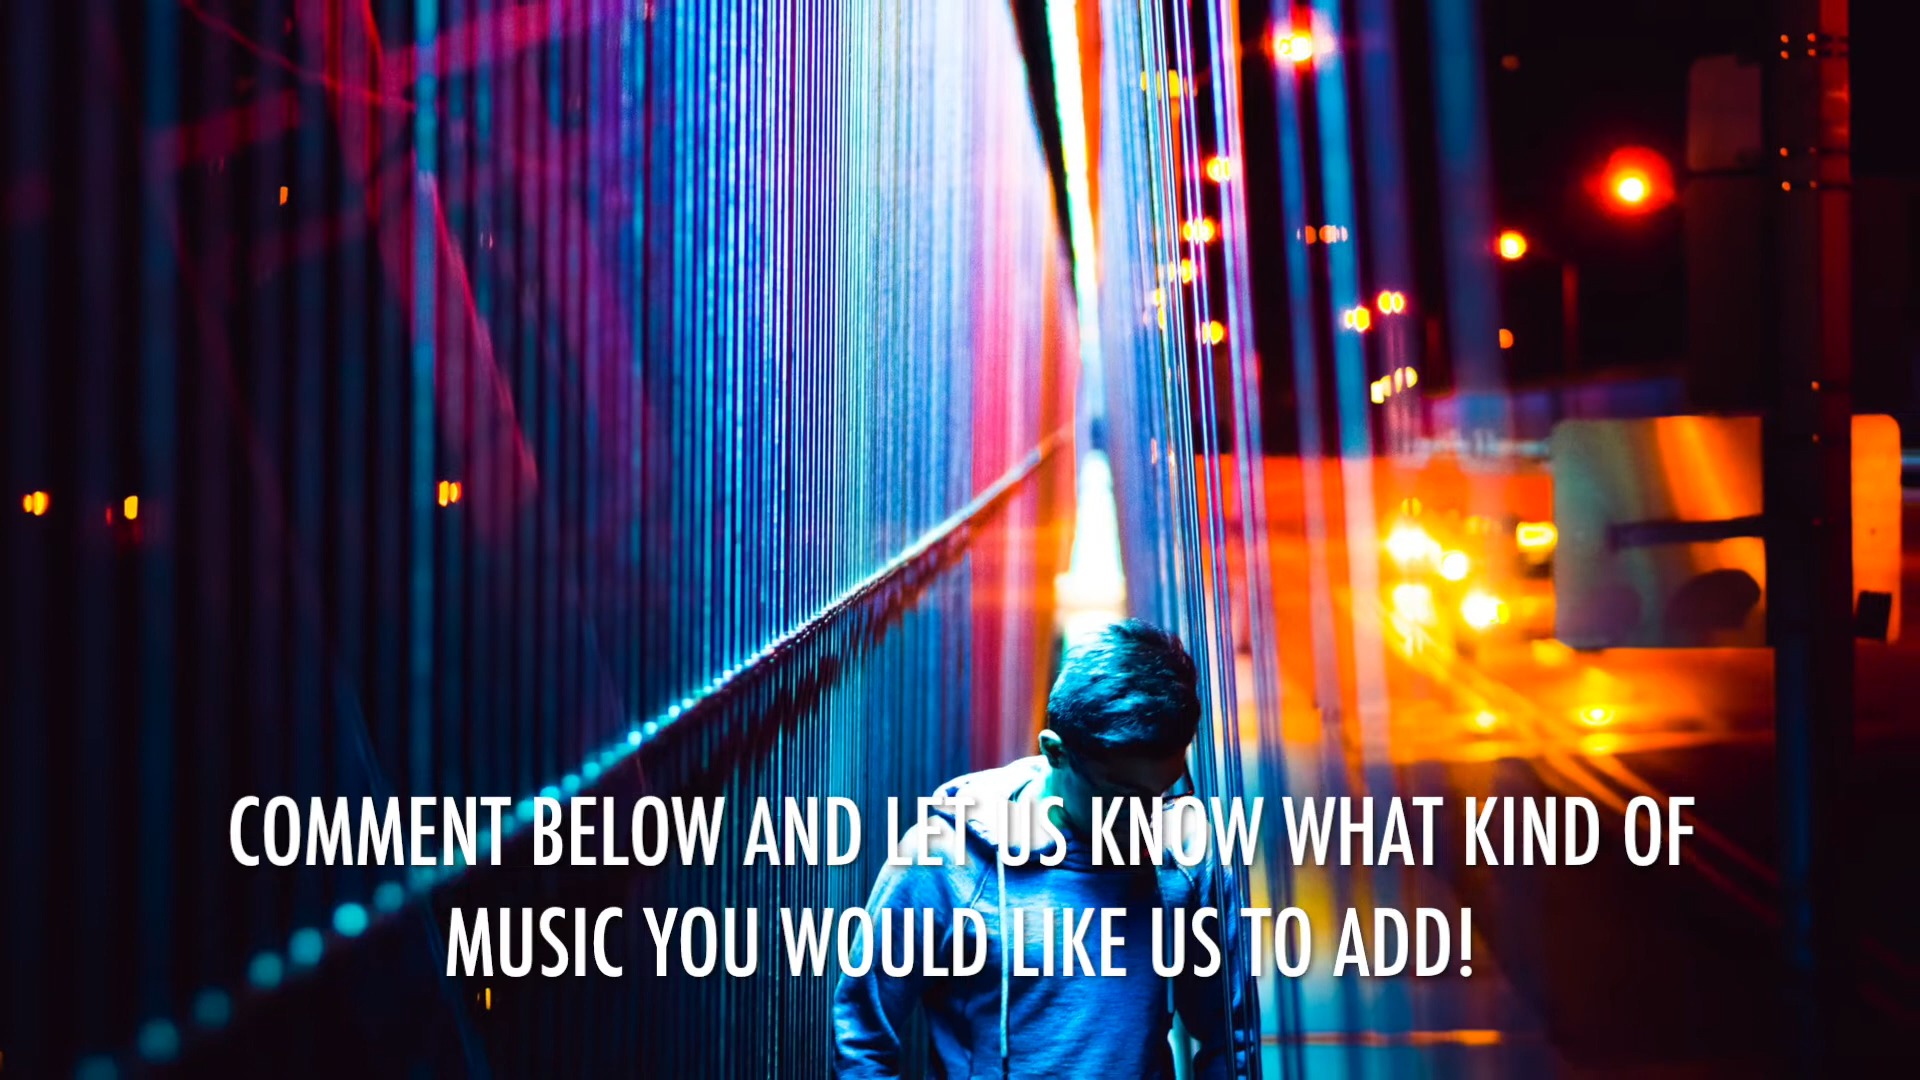 COMMENT BELOW AND LET US KNOW WHAT KIND OF
MUSIC YOU WOULD LIKE US TO ADD!